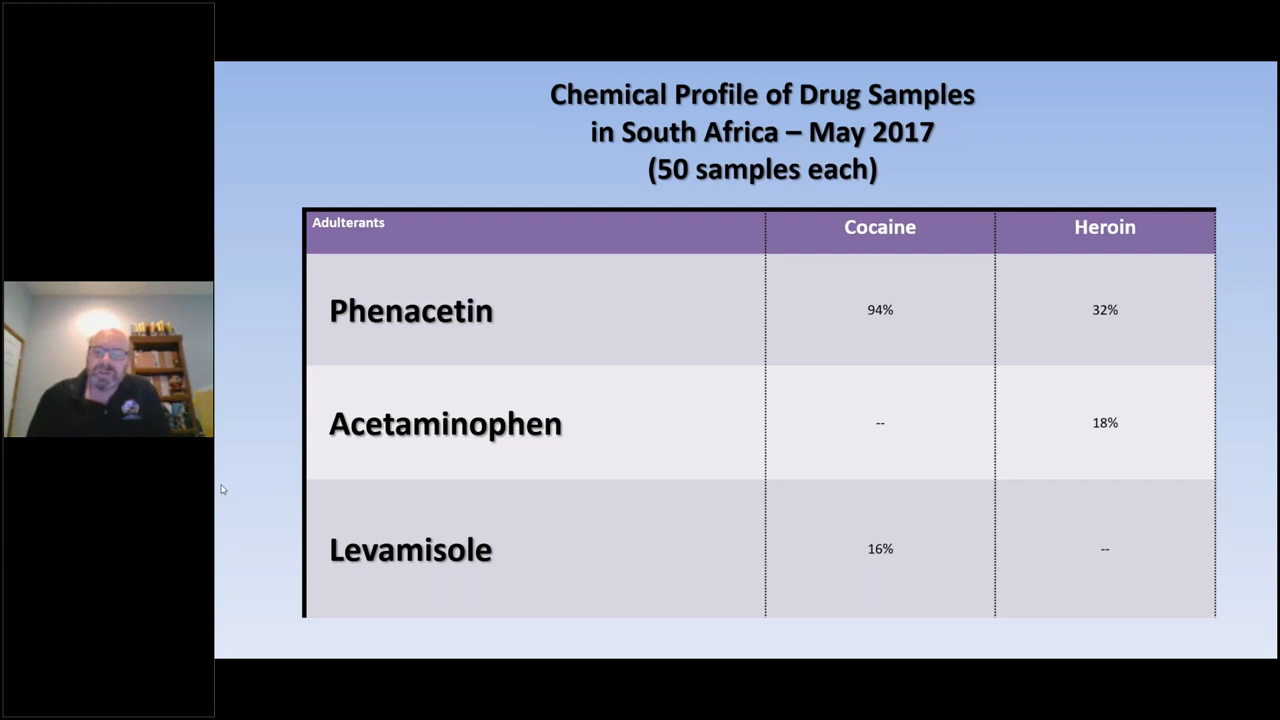 Chemical Profile of Drug Samples
in South Africa – May 2017
(50 samples each)
Adulterants Cocaine Heroin
Phenacetin 94% 32%
Acetaminophen -- 18%
Levamisole 16% --